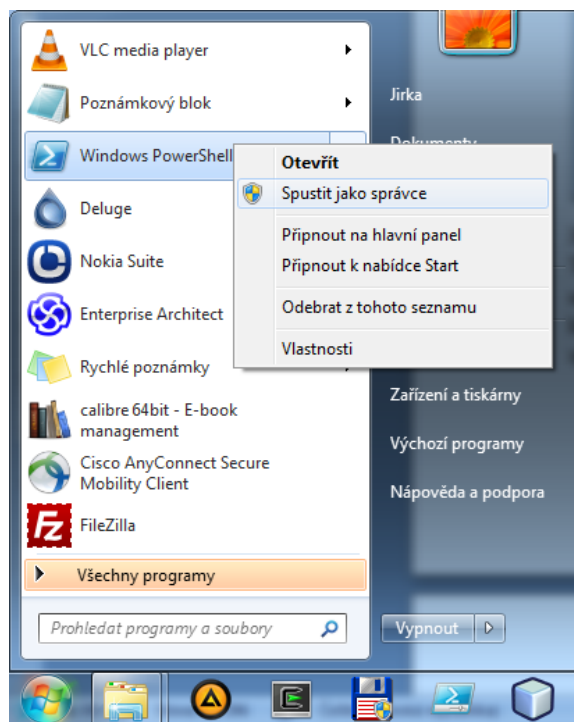 VLC media player
Poznámkový blok
Windows PowerShell
Deluge
Nokia Suite
Enterprise Architect
Rychlé poznámky
calibre 64bit - E-book
management
Cisco AnyConnect Secure
Mobility Client
FileZilla
Všechny programy
Prohledat programy a soubory
Otevřít
Spustit jako správce
Připnout na hlavní panel
Připnout k nabídce Start
Odebrat z tohoto seznamu
Vlastnosti
Jirka
Dokumenty
Zařízení a tiskárny
Výchozí programy
Nápověda a podpora
Vypnout